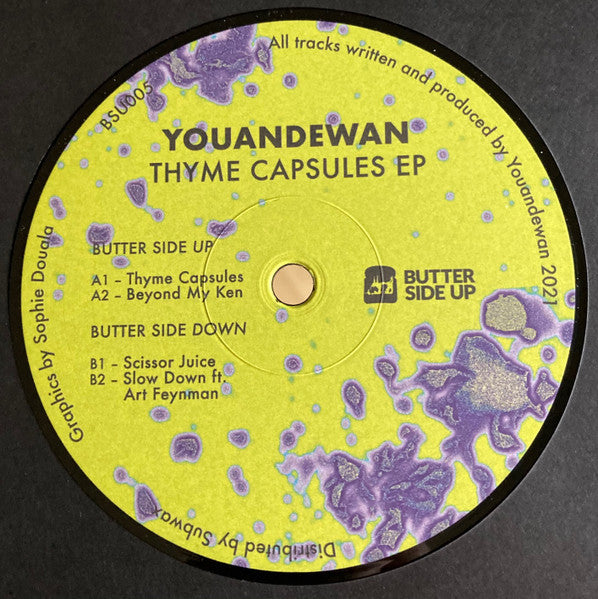 All tracks written and produced by Youandewan 2021
BSU005
YOUANDEWAN
THYME CAPSULES EP
BUTTER SIDE UP
A1 – Thyme Capsules
A2 – Beyond My Ken
BUTTER
SIDE UP
BUTTER SIDE DOWN
B1 – Scissor Juice
B2 – Slow Down ft.
Art Feynman
Graphics by Sophie Douala
Distributed by Subwax